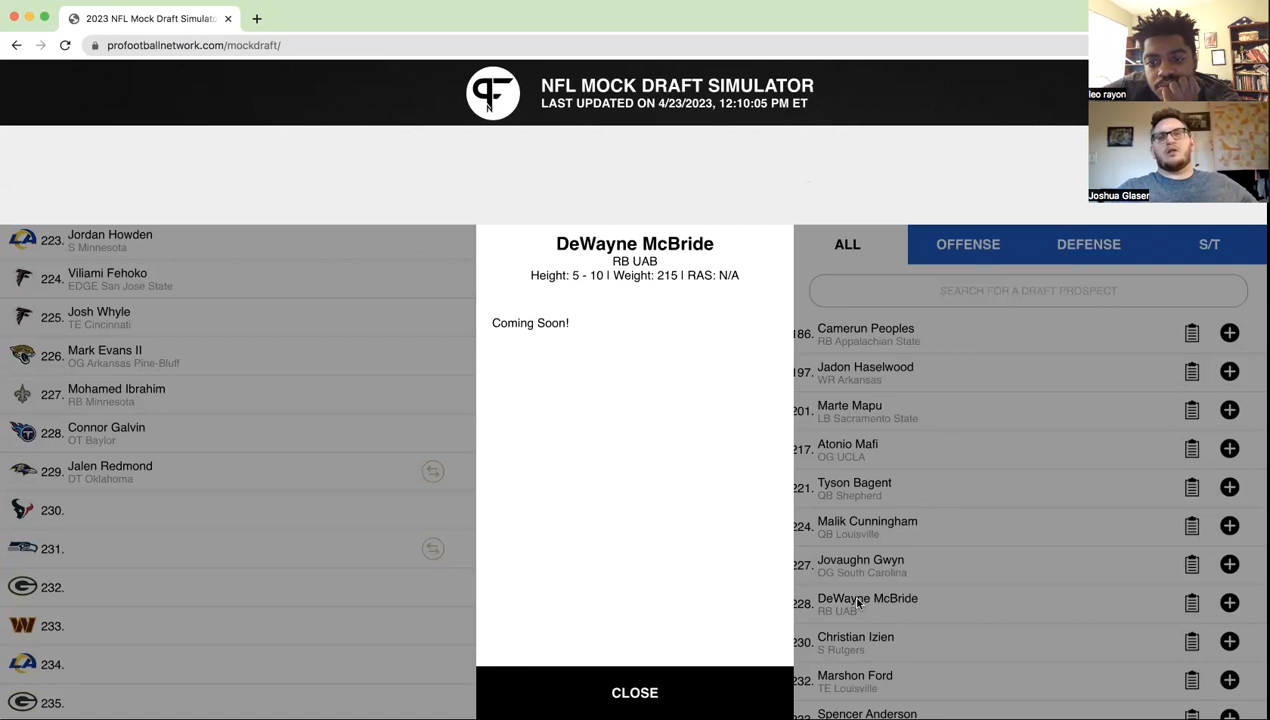 2023 NFL Mock Draft Simulato
profootballnetwork.com/mockdraft/
leo rayon
Joshua Glaser
PF
N
NFL MOCK DRAFT SIMULATOR
LAST UPDATED ON 4/23/2023, 12:10:05 PM ET
223. Jordan Howden
S Minnesota
224. Viliami Fehoko
EDGE San Jose State
225. Josh Whyle
TE Cincinnati
226. Mark Evans II
OG Arkansas Pine-Bluff
227. Mohamed Ibrahim
RB Minnesota
228. Connor Galvin
OT Baylor
229. Jalen Redmond
DT Oklahoma
230.
231.
232.
233.
234.
235.
DeWayne McBride
RB UAB
Height: 5 - 10 | Weight: 215 | RAS: N/A
Coming Soon!
CLOSE
ALL
OFFENSE
DEFENSE
S/T
SEARCH FOR A DRAFT PROSPECT
186. Camerun Peoples
RB Appalachian State
197. Jadon Haselwood
WR Arkansas
201. Marte Mapu
LB Sacramento State
217. Atonio Mafi
OG UCLA
221. Tyson Bagent
QB Shepherd
224. Malik Cunningham
QB Louisville
227. Jovaughn Gwyn
OG South Carolina
228. DeWayne McBride
RB UAB
230. Christian Izien
S Rutgers
232. Marshon Ford
TE Louisville
Spencer Anderson